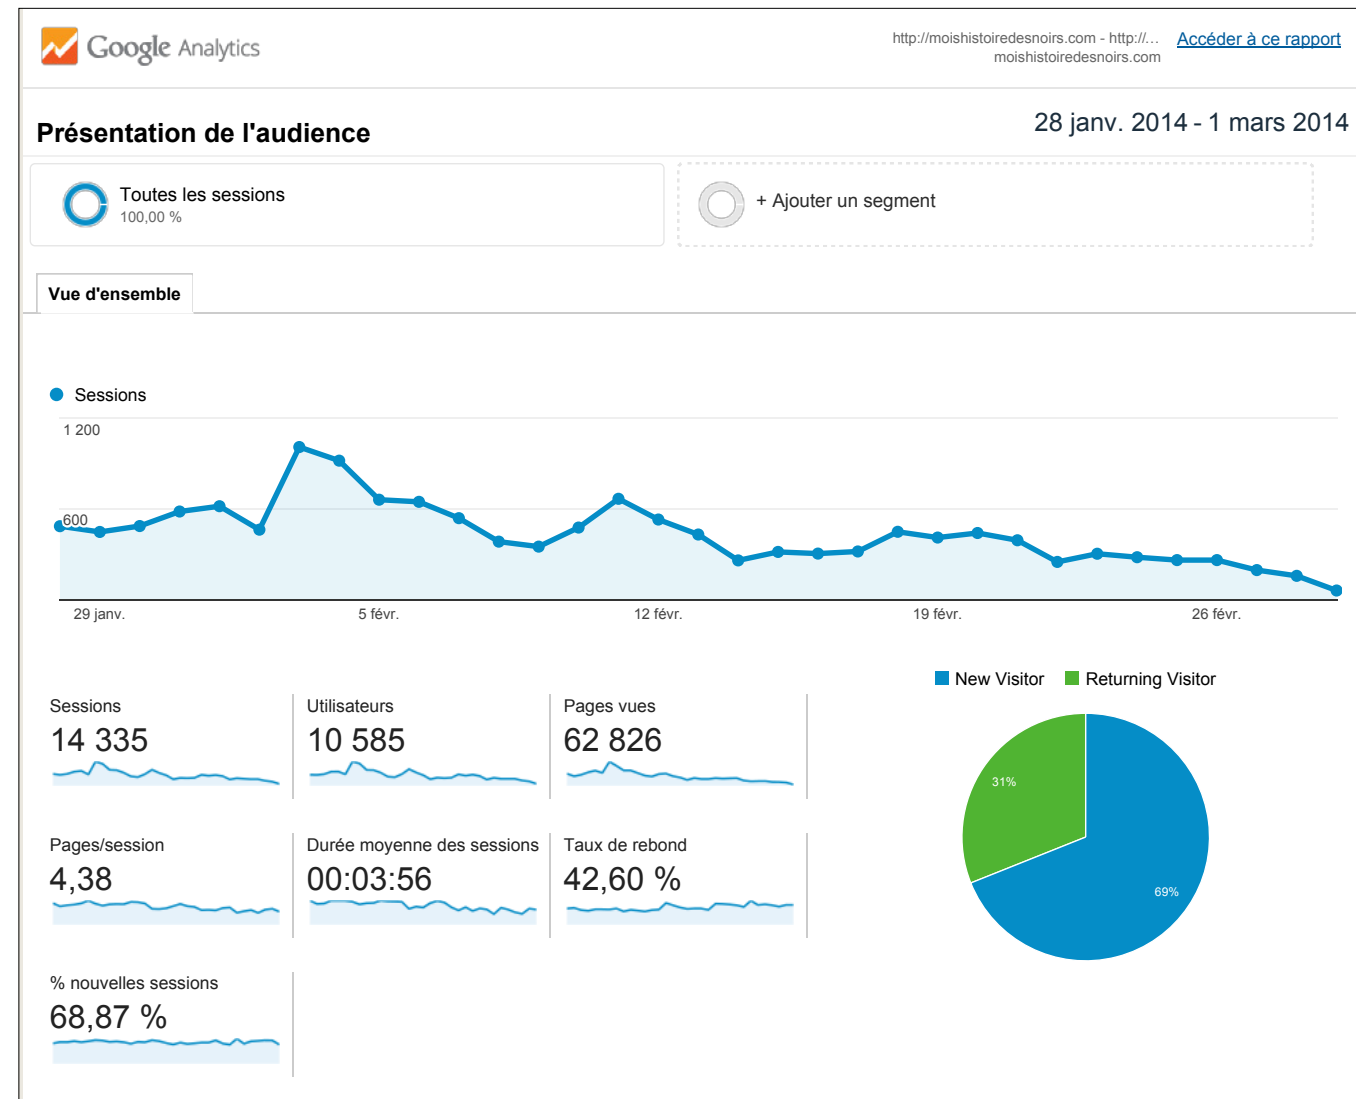 Google Analytics
http://moishistoiredesnoirs.com - http://…
moishistoiredesnoirs.com
Accéder à ce rapport
Présentation de l'audience
28 janv. 2014 - 1 mars 2014
Toutes les sessions
100,00 %
+ Ajouter un segment
Vue d'ensemble
Sessions
1 200
600
29 janv.
5 févr.
12 févr.
19 févr.
26 févr.
New Visitor
Returning Visitor
Sessions
14 335
Utilisateurs
10 585
Pages vues
62 826
Pages/session
4,38
Durée moyenne des sessions
00:03:56
Taux de rebond
42,60 %
% nouvelles sessions
68,87 %
31%
69%